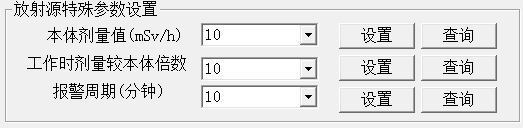 放射源特殊参数设置
本体剂量值(mSv/h) 10 设置 查询
工作时剂量较本体倍数 10 设置 查询
报警周期(分钟) 10 设置 查询